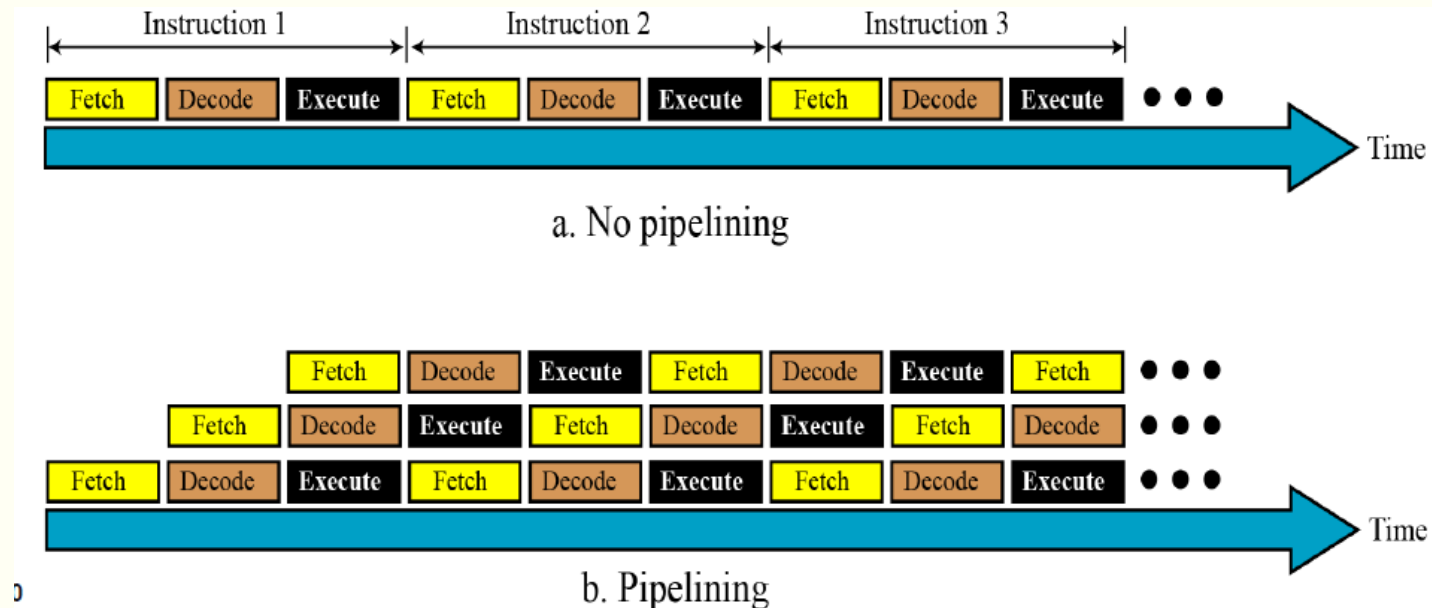 Instruction 1 Instruction 2 Instruction 3
Fetch Decode Execute Fetch Decode Execute Fetch Decode Execute
Time
a. No pipelining
Fetch Decode Execute Fetch Decode Execute Fetch
Fetch Decode Execute Fetch Decode Execute Fetch Decode
Fetch Decode Execute Fetch Decode Execute Fetch Decode Execute
Time
b. Pipelining